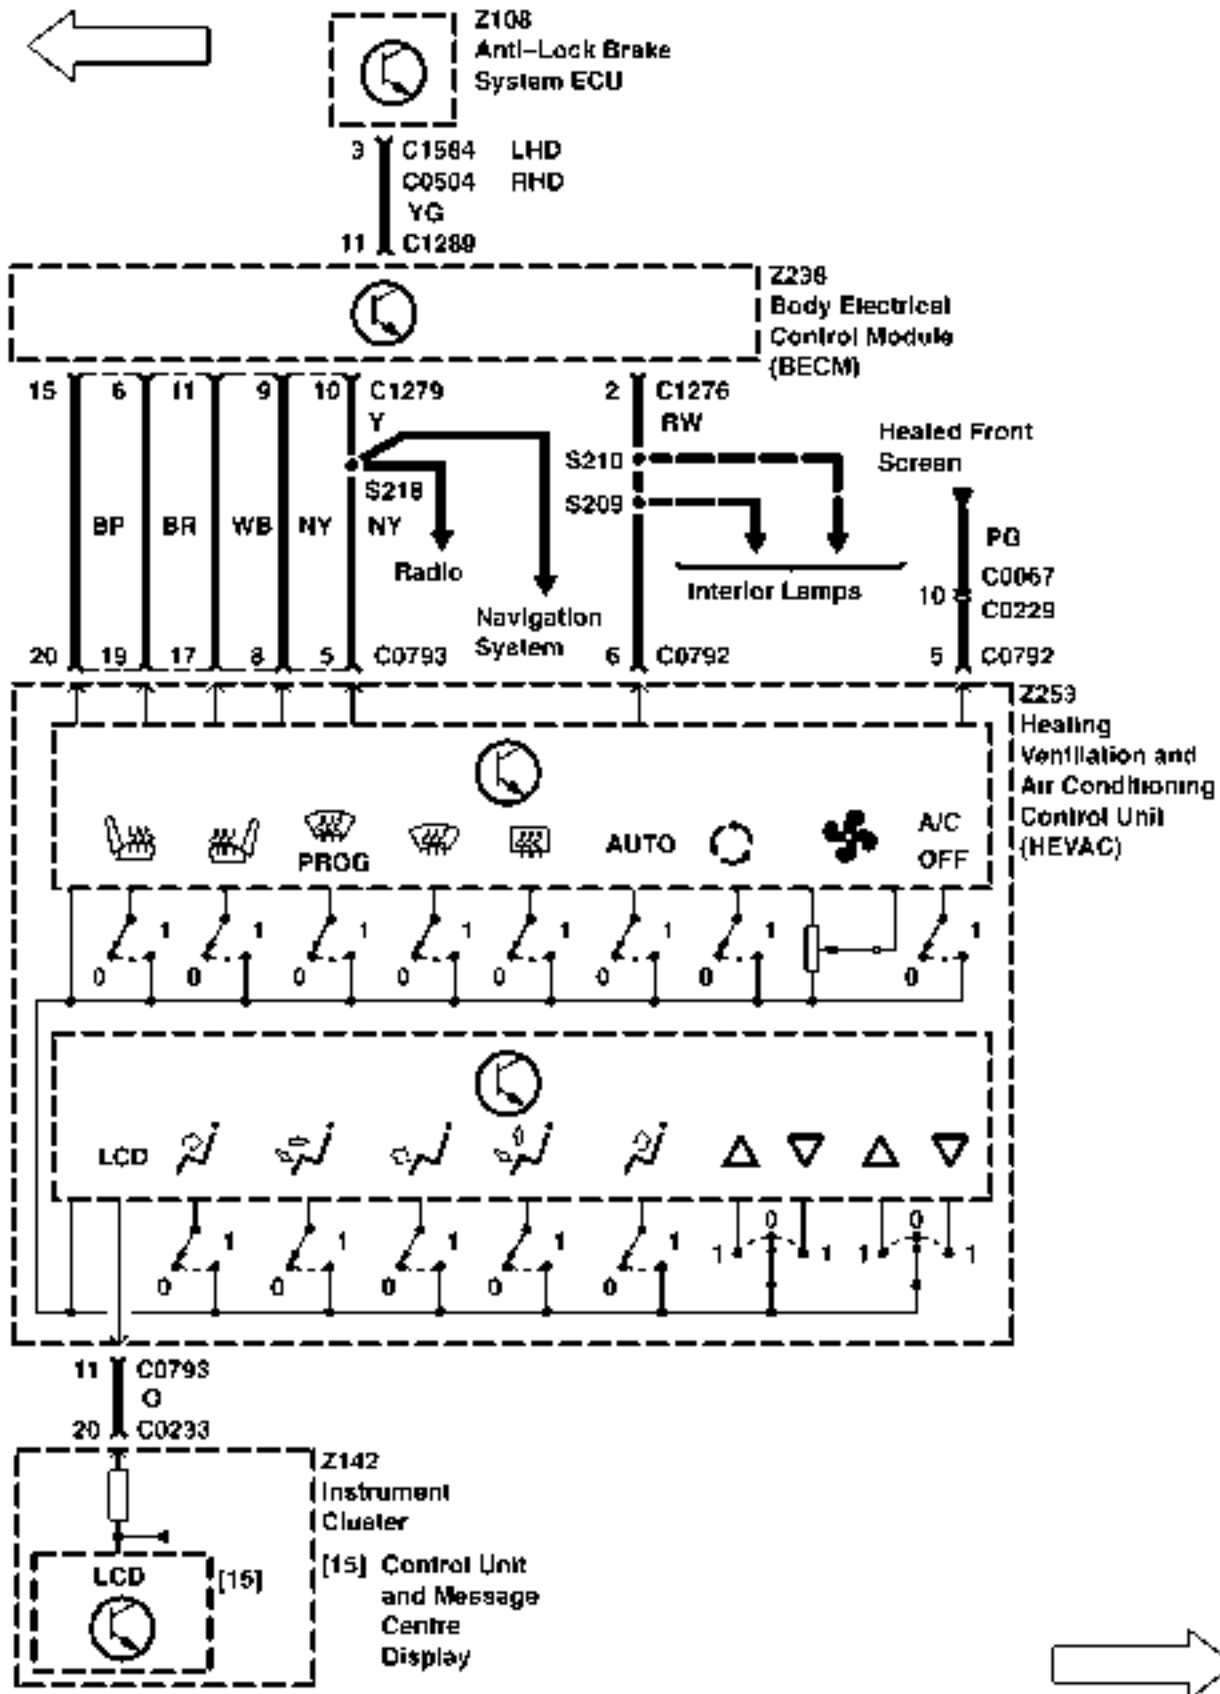 Z108
Anti-Lock Brake
System ECU
3 C1584 LHD
C0504 RHD
YG
11 C1289
Z238
Body Electrical
Control Module
(BECM)
15 6 11 9 10 C1279 2 C1276
Y RW
Heated Front
Screen
S210
S218 S209
BP BR WB NY NY
PG
Radio
C0067
Interior Lamps 10
C0229
Navigation
System
20 19 17 8 5 C0793 6 C0792 5 C0792
Z253
Heating
Ventilation and
Air Conditioning
Control Unit
(HEVAC)
PROG AUTO A/C
OFF
1 1 1 1 1 1 1 1
0 0 0 0 0 0 0 0
LCD
1 1 1 1 1 1 0 1 1 0 1
0 0 0 0 0
11 C0793
O
20 C0233
Z142
Instrument
Cluster
[15] Control Unit
and Message
Centre
Display
LCD [15]